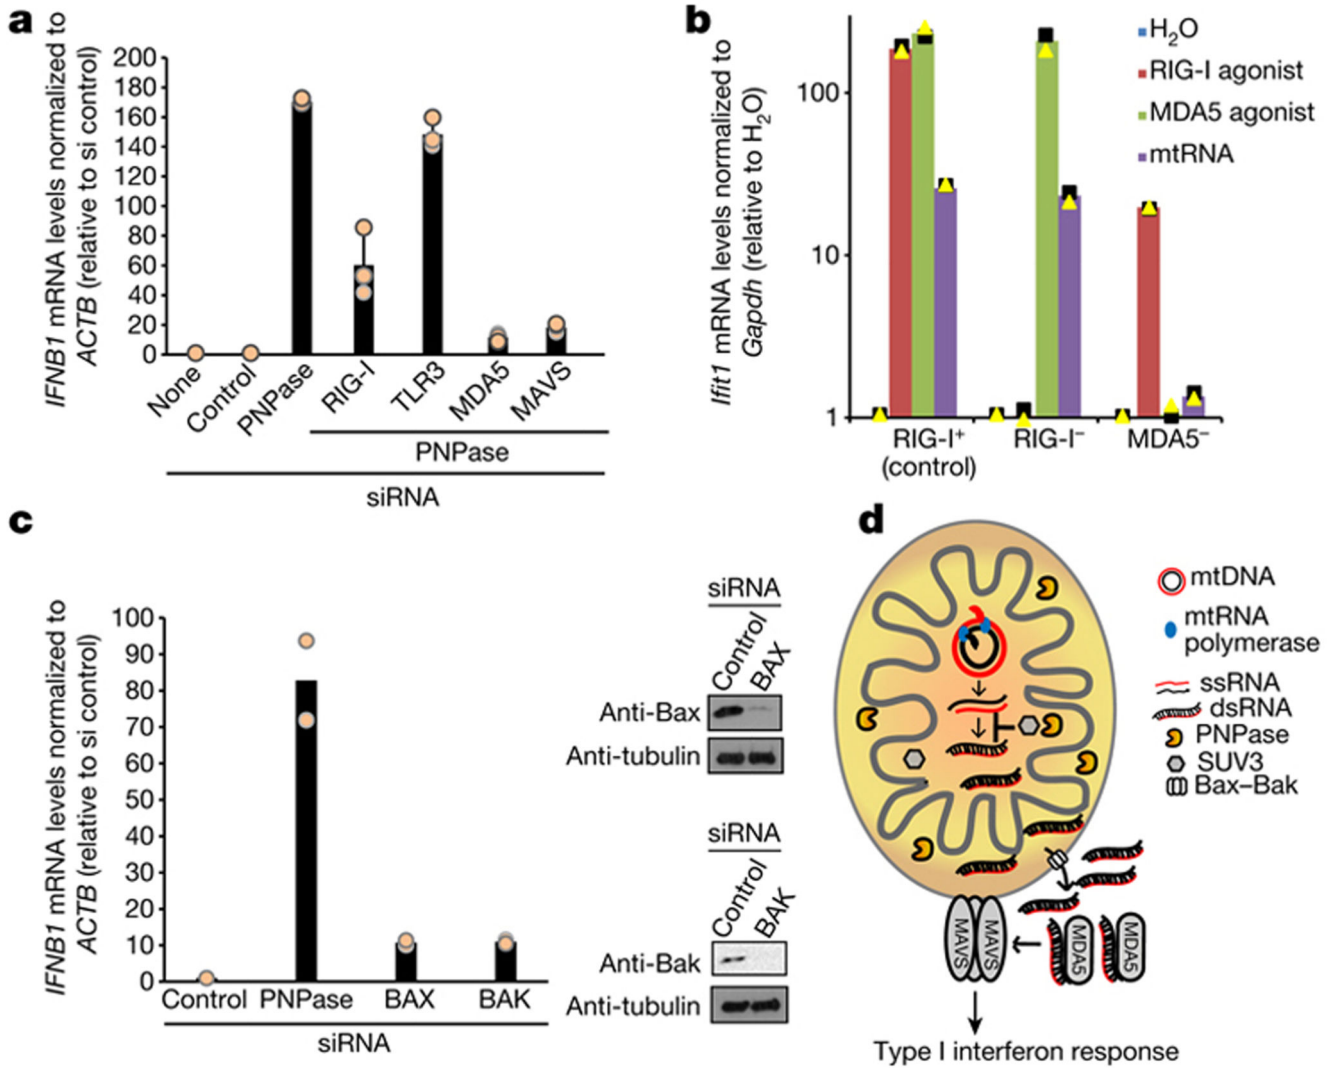 a
IFNB1 mRNA levels normalized to
ACTB (relative to si control)
200
180
160
140
120
100
80
60
40
20
0
None
Control
PNPase
RIG-I
TLR3
MDA5
MAVS
PNPase
siRNA
b
Ifit1 mRNA levels normalized to
Gapdh (relative to H2O)
100
10
1
H2O
RIG-I agonist
MDA5 agonist
mtRNA
RIG-I+
(control)
RIG-I–
MDA5–
c
IFNB1 mRNA levels normalized to
ACTB (relative to si control)
100
90
80
70
60
50
40
30
20
10
0
Control
PNPase
BAX
BAK
siRNA
siRNA
Control
BAX
Anti-Bax
Anti-tubulin
siRNA
Control
BAK
Anti-Bak
Anti-tubulin
d
mtDNA
mtRNA
polymerase
ssRNA
dsRNA
PNPase
SUV3
Bax–Bak
MAVS
MAVS
MDA5
MDA5
Type I interferon response